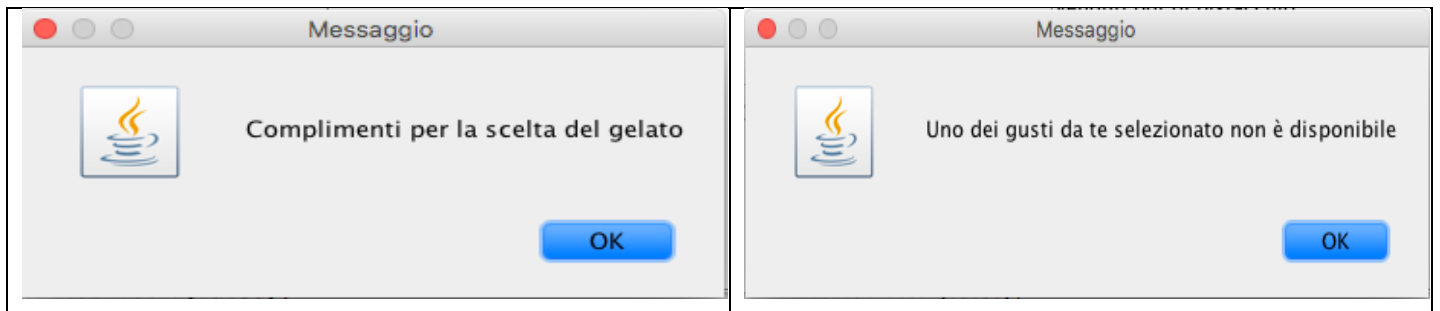 Messaggio
Complimenti per la scelta del gelato
OK
Messaggio
Uno dei gusti da te selezionato non è disponibile
OK